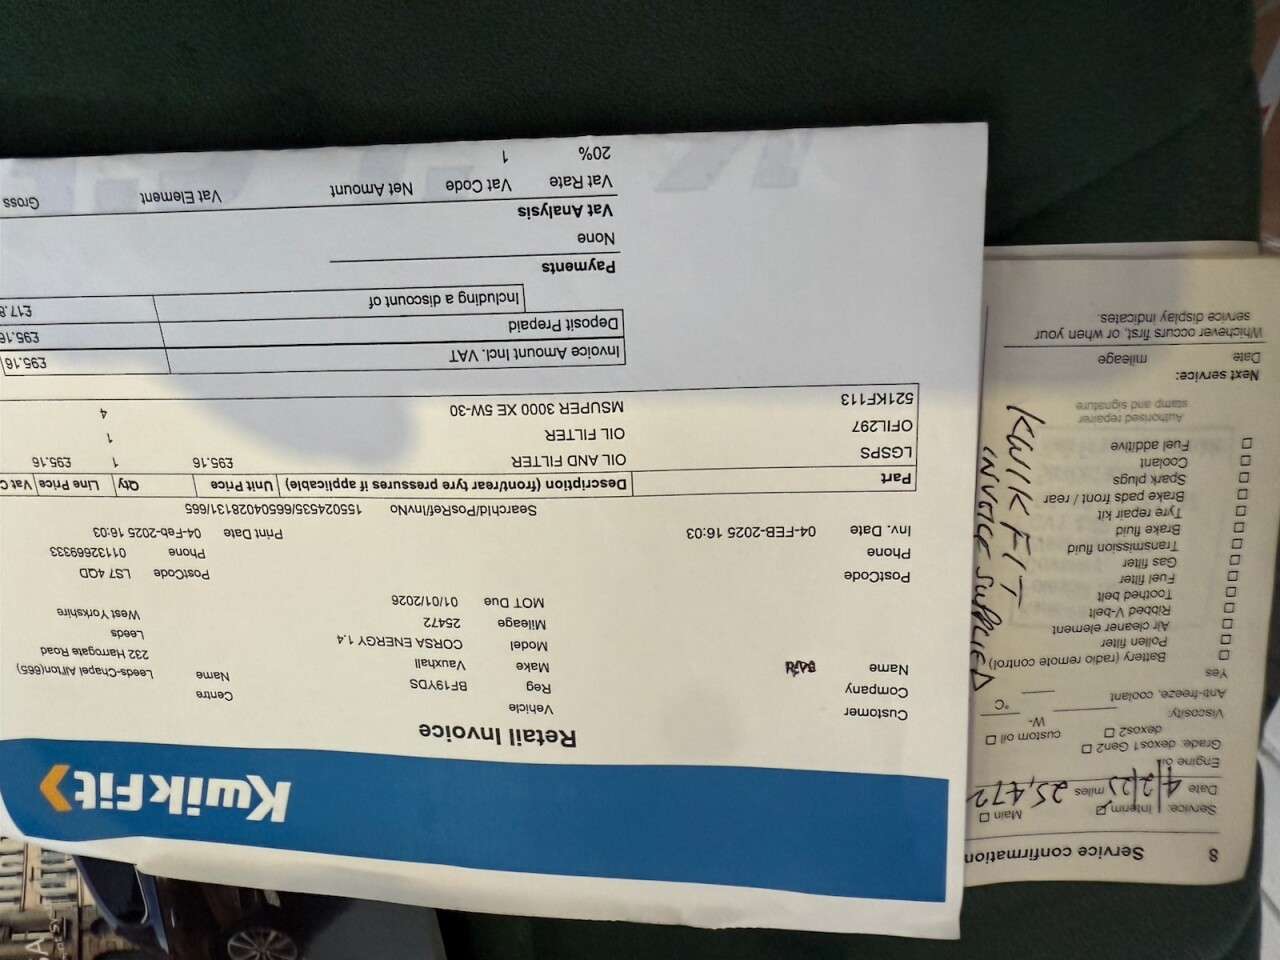 KwikFit
Retail Invoice
Customer
Company
Name
PostCode
Phone
Inv. Date 04-FEB-2025 16:03
Vehicle
Reg BF19YDS
Make Vauxhall
Model CORSA ENERGY 1.4
Mileage 25472
MOT Due 01/01/2026
SearchId/PosRef/InvNo 155024535/66504028131/665
Centre
Name Leeds-Chapel Allrton(665)
232 Harrogate Road
Leeds
West Yorkshire
PostCode LS7 4QD
Phone 01132669333
Print Date 04-Feb-2025 16:03
Part Description (front/rear tyre pressures if applicable) Unit Price Qty Line Price Vat C
LGSPS OIL AND FILTER £95.16 1 £95.16
OFIL297 OIL FILTER 1
521KF113 MSUPER 3000 XE 5W-30 4
Invoice Amount Incl. VAT £95.16
Deposit Prepaid £95.16
Including a discount of £17.8
Payments
None
Vat Analysis
Vat Rate Vat Code Net Amount Vat Element Gross
20% 1
8 Service confirmation
Service: Interim Main
Date 4/2/25 miles 25,472
Engine oil
Grade: dexos1 Gen2
dexos2 custom oil
Viscosity: W-
Anti-freeze, coolant °C
Yes
Battery (radio remote control)
Pollen filter
Air cleaner element
Ribbed V-belt
Toothed belt
Fuel filter
Gas filter
Transmission fluid
Brake fluid
Tyre repair kit
Brake pads front / rear
Spark plugs
Coolant
Fuel additive
INVOICE SUPPLIED
KWIK FIT
Authorised repairer
stamp and signature
Next service:
Date mileage
Whichever occurs first, or when your
service display indicates.